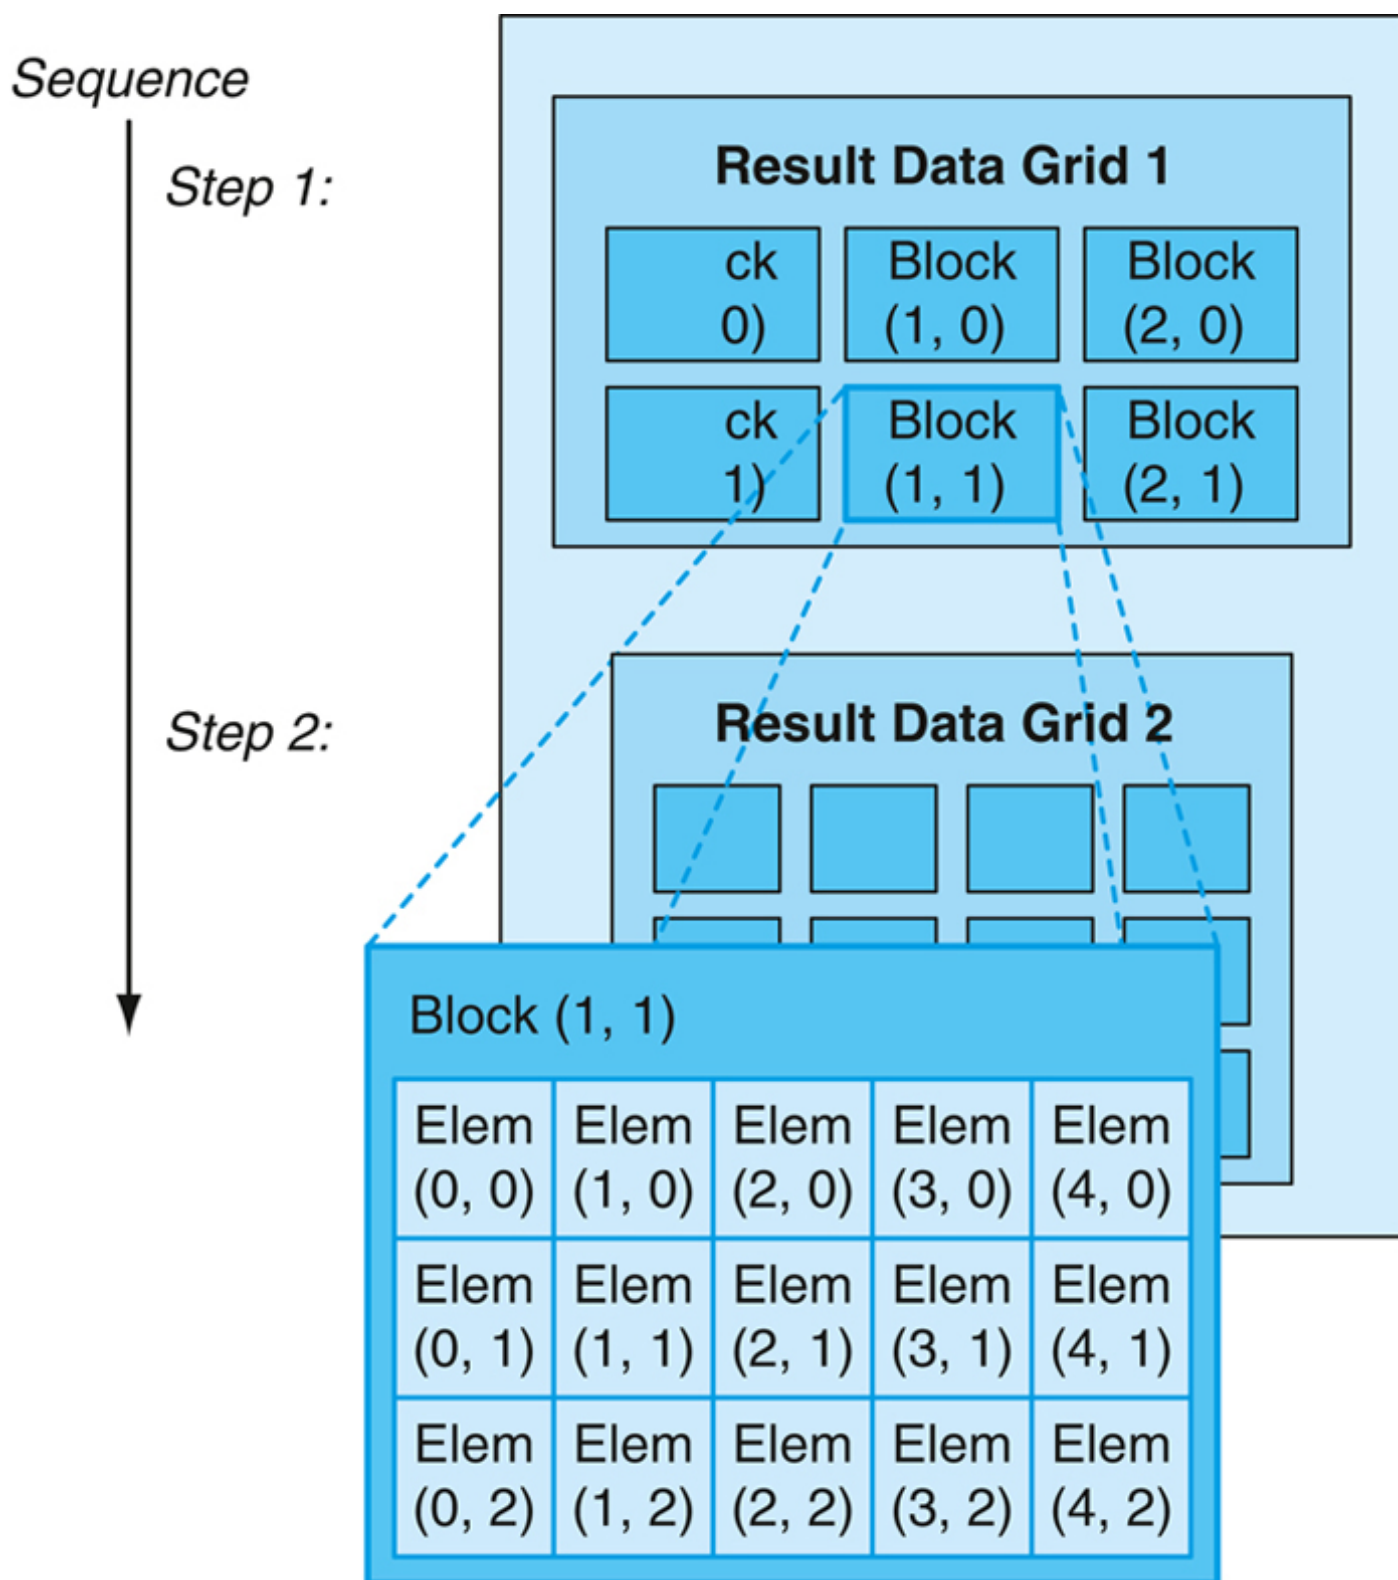 Sequence
Step 1:
Result Data Grid 1
ck Block Block
0) (1, 0) (2, 0)
ck Block Block
1) (1, 1) (2, 1)
Step 2:
Result Data Grid 2
Block (1, 1)
Elem Elem Elem Elem Elem
(0, 0) (1, 0) (2, 0) (3, 0) (4, 0)
Elem Elem Elem Elem Elem
(0, 1) (1, 1) (2, 1) (3, 1) (4, 1)
Elem Elem Elem Elem Elem
(0, 2) (1, 2) (2, 2) (3, 2) (4, 2)